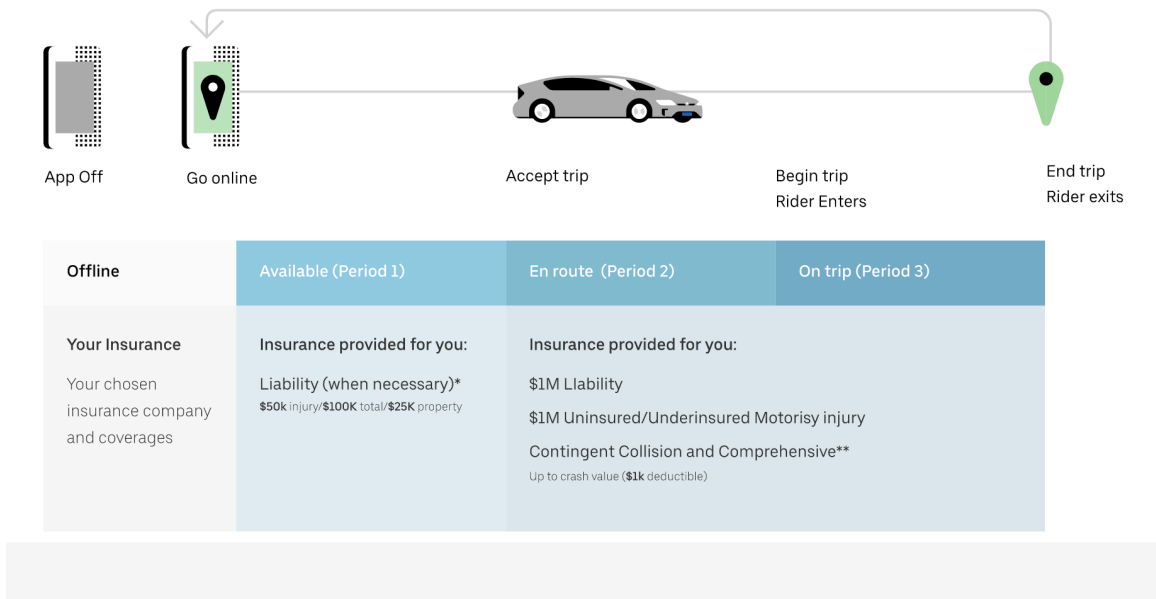 App Off
Go online
Accept trip
Begin trip
Rider Enters
End trip
Rider exits
Offline
Available (Period 1)
En route (Period 2)
On trip (Period 3)
Your Insurance
Your chosen
insurance company
and coverages
Insurance provided for you:
Liability (when necessary)*
$50k injury/$100K total/$25K property
Insurance provided for you:
$1M LIability
$1M Uninsured/Underinsured Motorisy injury
Contingent Collision and Comprehensive**
Up to crash value ($1k deductible)